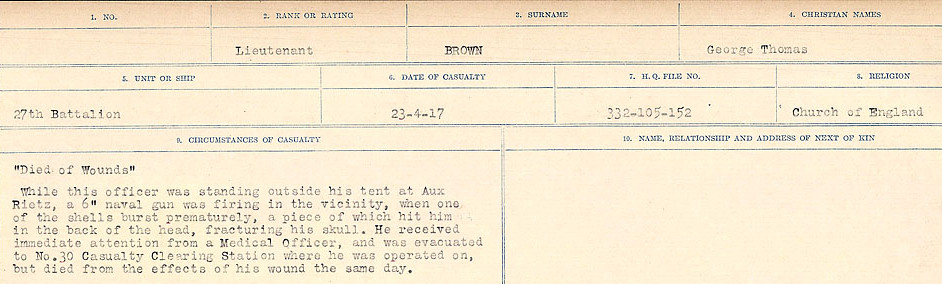 1. NO.
2. RANK OR RATING
3. SURNAME
4. CHRISTIAN NAMES
Lieutenant
BROWN
George Thomas
5. UNIT OR SHIP
6. DATE OF CASUALTY
7. H. Q. FILE NO.
8. RELIGION
27th Battalion
23-4-17
332-105-152
Church of England
9. CIRCUMSTANCES OF CASUALTY
10. NAME, RELATIONSHIP AND ADDRESS OF NEXT OF KIN
"Died of Wounds"
While this officer was standing outside his tent at Aux
Rietz, a 6" naval gun was firing in the vicinity, when one
of the shells burst prematurely, a piece of which hit him
in the back of the head, fracturing his skull. He received
immediate attention from a Medical Officer, and was evacuated
to No.30 Casualty Clearing Station where he was operated on,
but died from the effects of his wound the same day.